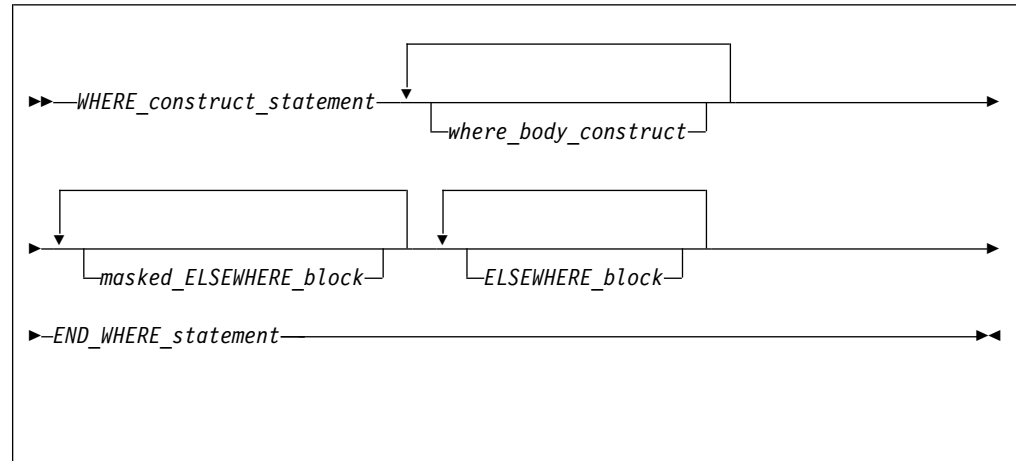 WHERE_construct_statement
where_body_construct
masked_ELSEWHERE_block ELSEWHERE_block
END_WHERE_statement